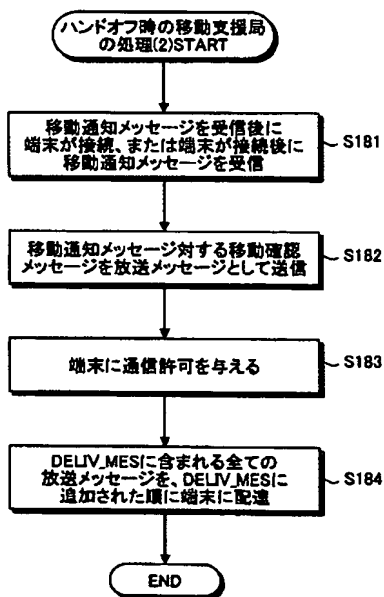 ハンドオフ時の移動支援局
の処理(2)START
移動通知メッセージを受信後に
端末が接続、または端末が接続後に
移動通知メッセージを受信
S181
移動通知メッセージ対する移動確認
メッセージを放送メッセージとして送信
S182
端末に通信許可を与える
S183
DELIV_MESに含まれる全ての
放送メッセージを、DELIV_MESに
追加された順に端末に配達
S184
END